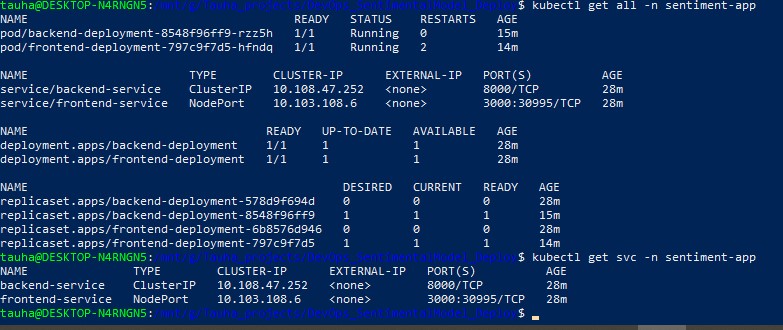 tauha@DESKTOP-N4RNGN5:/mnt/g/Tauha_projects/DevOps_SentimentalModel_Deploy$ kubectl get all -n sentiment-app
NAME READY STATUS RESTARTS AGE
pod/backend-deployment-8548f96ff9-rzz5h 1/1 Running 0 15m
pod/frontend-deployment-797c9f7d5-hfndq 1/1 Running 2 14m
NAME TYPE CLUSTER-IP EXTERNAL-IP PORT(S) AGE
service/backend-service ClusterIP 10.108.47.252 <none> 8000/TCP 28m
service/frontend-service NodePort 10.103.108.6 <none> 3000:30995/TCP 28m
NAME READY UP-TO-DATE AVAILABLE AGE
deployment.apps/backend-deployment 1/1 1 1 28m
deployment.apps/frontend-deployment 1/1 1 1 28m
NAME DESIRED CURRENT READY AGE
replicaset.apps/backend-deployment-578d9f694d 0 0 0 28m
replicaset.apps/backend-deployment-8548f96ff9 1 1 1 15m
replicaset.apps/frontend-deployment-6b8576d946 0 0 0 28m
replicaset.apps/frontend-deployment-797c9f7d5 1 1 1 14m
tauha@DESKTOP-N4RNGN5:/mnt/g/Tauha_projects/DevOps_SentimentalModel_Deploy$ kubectl get svc -n sentiment-app
NAME TYPE CLUSTER-IP EXTERNAL-IP PORT(S) AGE
backend-service ClusterIP 10.108.47.252 <none> 8000/TCP 28m
frontend-service NodePort 10.103.108.6 <none> 3000:30995/TCP 28m
tauha@DESKTOP-N4RNGN5:/mnt/g/Tauha_projects/DevOps_SentimentalModel_Deploy$